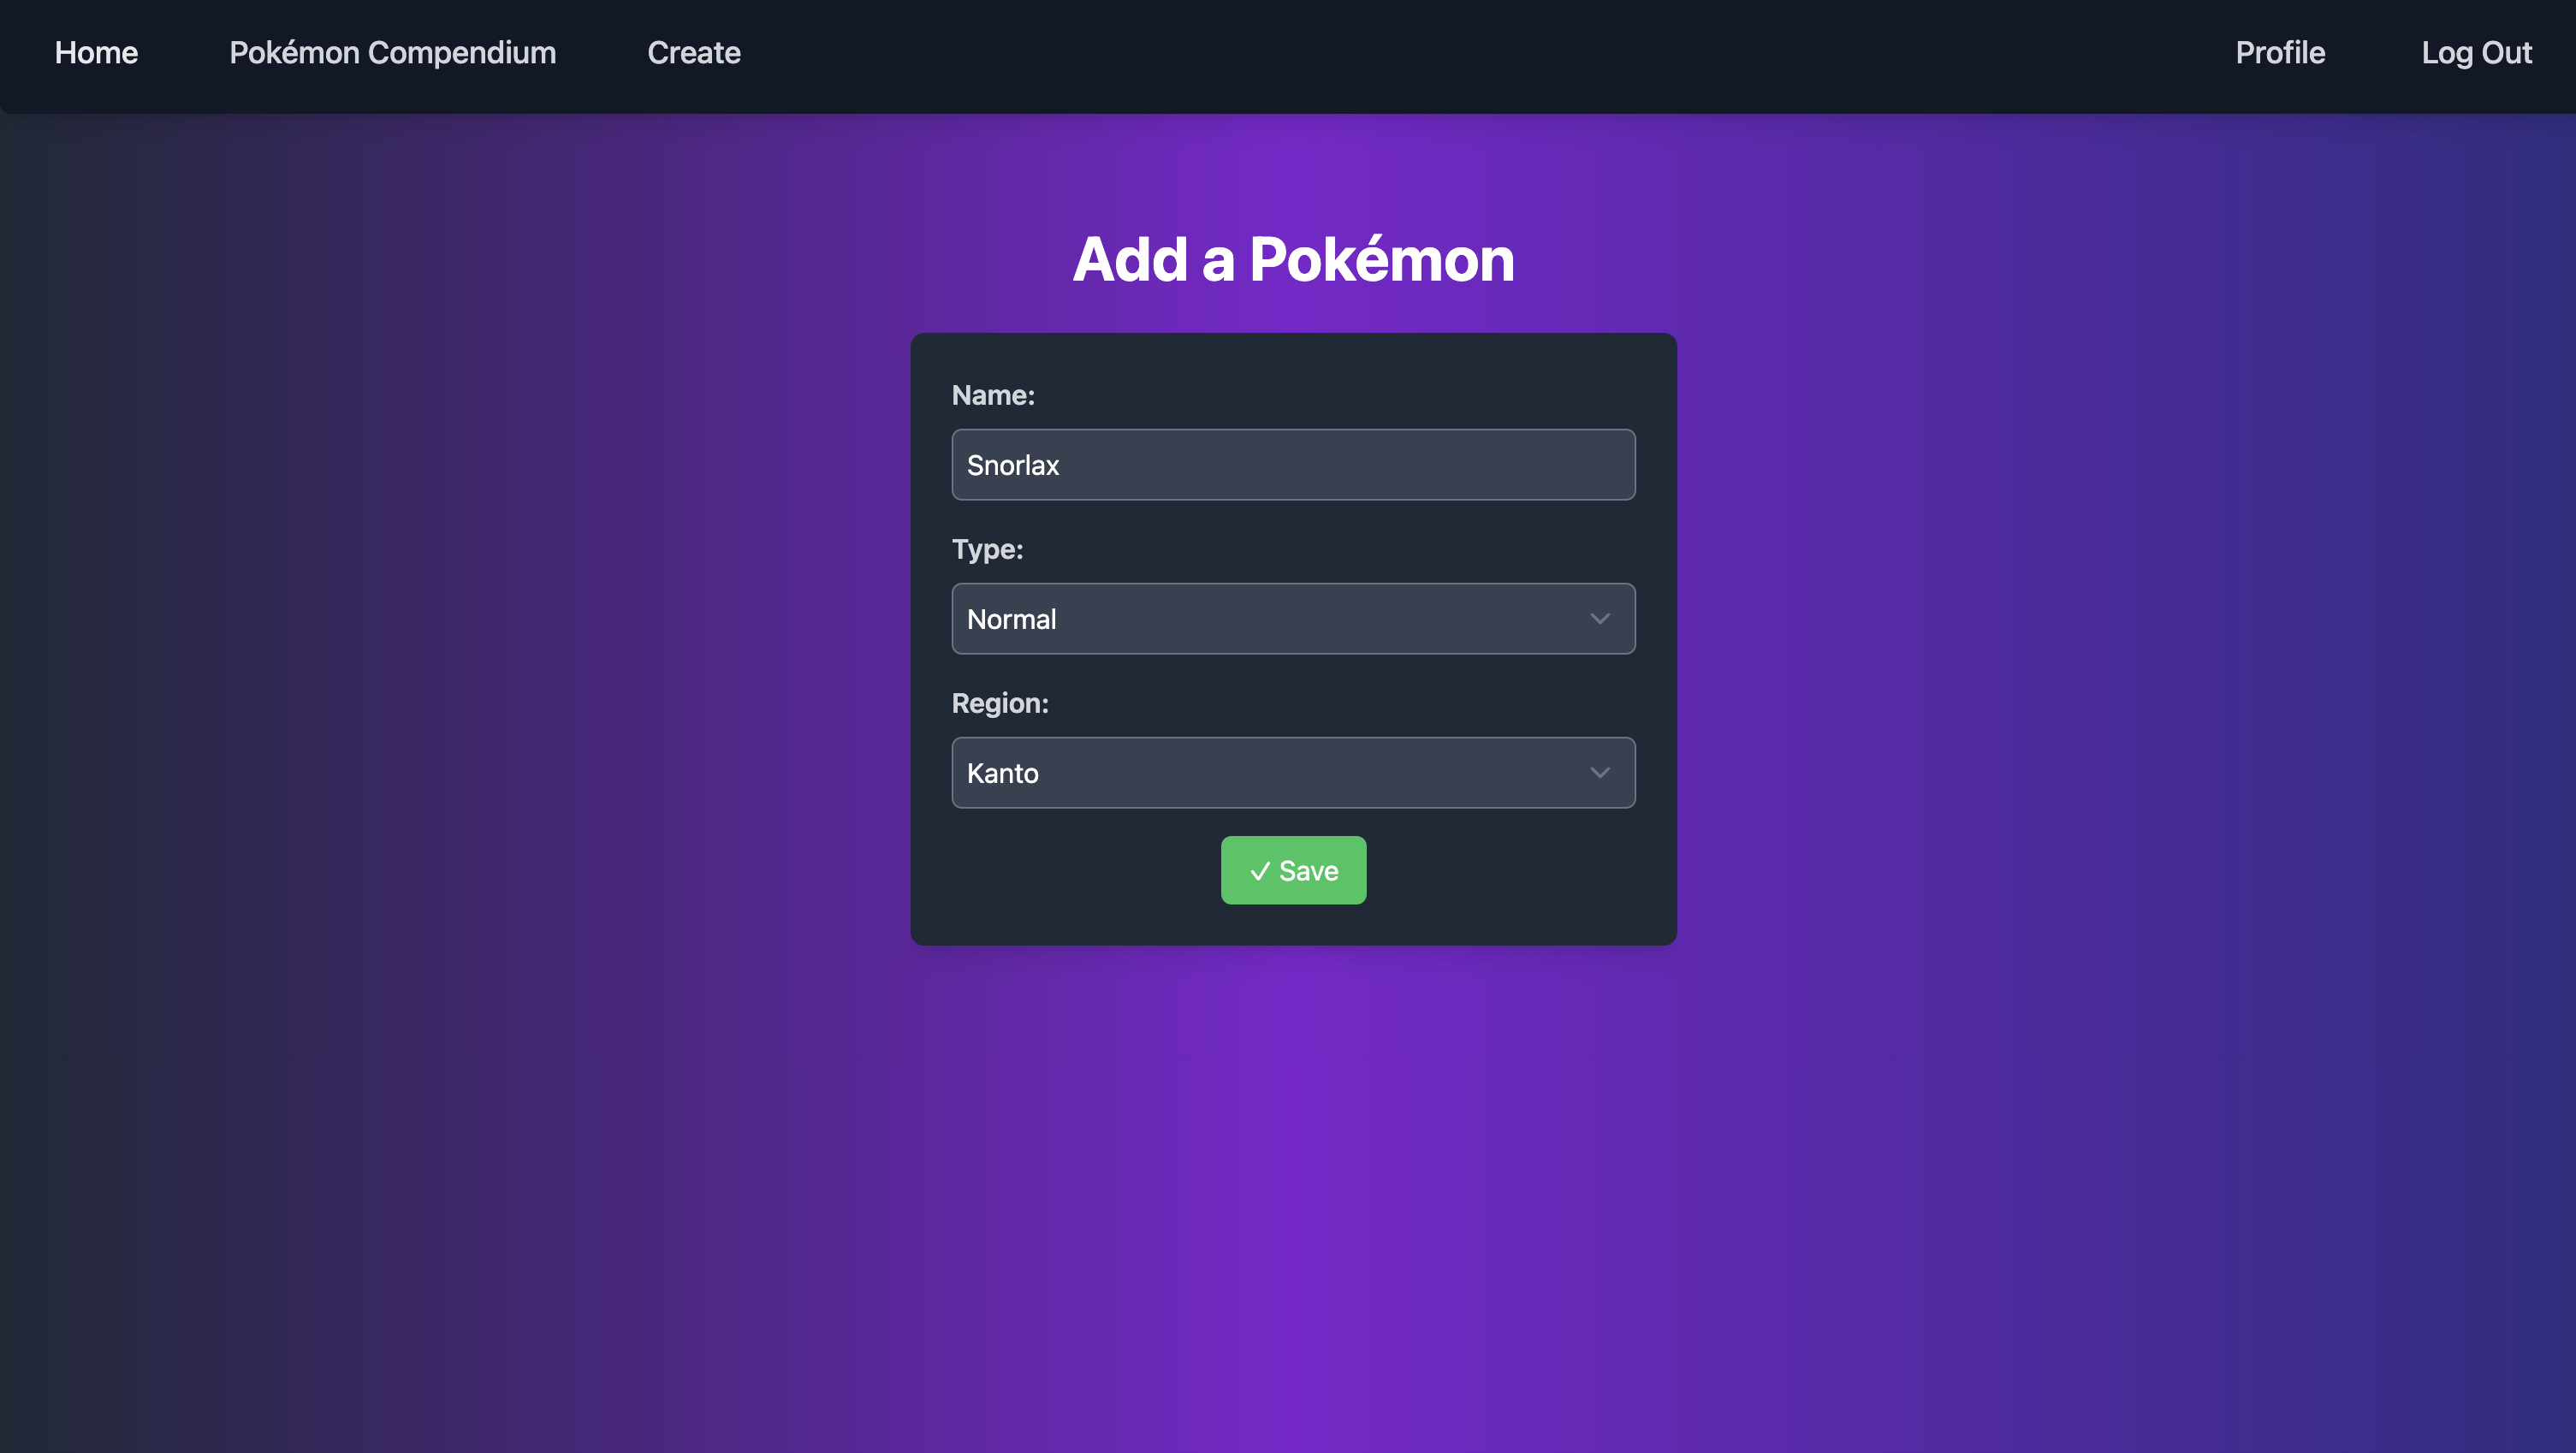 Home Pokémon Compendium Create Profile Log Out
Add a Pokémon
Name:
Snorlax
Type:
Normal
Region:
Kanto
✓ Save